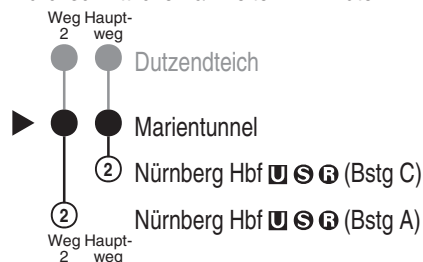 Weg Haupt-
2 weg
Dutzendteich
Marientunnel
2 Nürnberg Hbf U S R (Bstg C)
2 Nürnberg Hbf U S R (Bstg A)
Weg Haupt-
2 weg